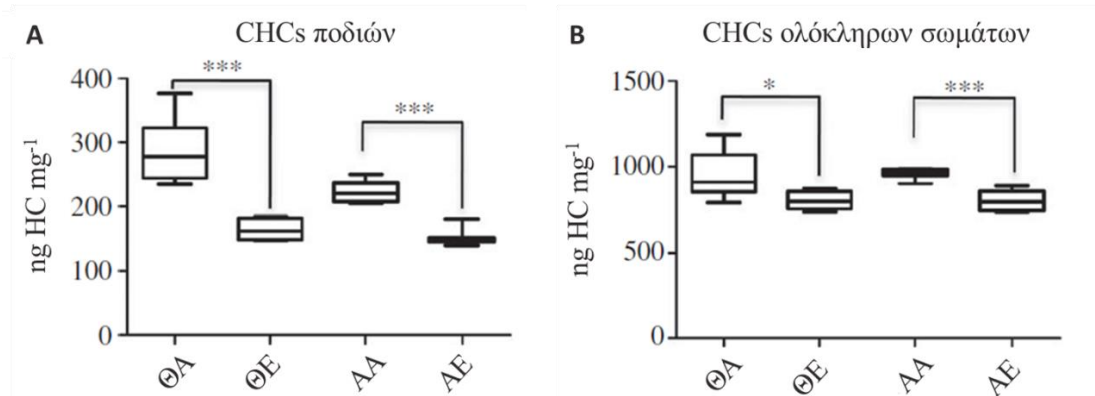 A
CHCs ποδιών
***
***
400
300
200
100
0
ng HC mg-1
ΘΑ
ΘΕ
ΑΑ
ΑΕ
B
CHCs ολόκληρων σωμάτων
*
***
1500
1000
500
0
ng HC mg-1
ΘΑ
ΘΕ
ΑΑ
ΑΕ